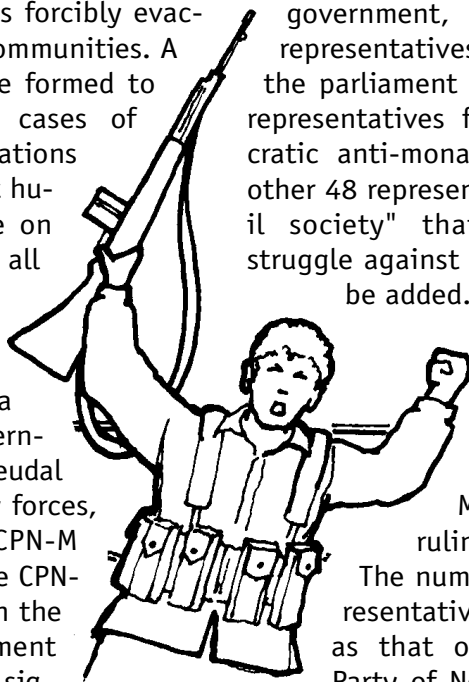 s forcibly evac-
ommunities. A
e formed to
cases of
ations
hu-
e on
all
a
ern-
eudal
forces,
CPN-M
e CPN-
n the
ment
sig
government,
representatives
the parliament
representatives f
cratic anti-mona
other 48 represen
il society" that
struggle against
be added.
M
rulin
The num
resentativ
as that o
Party of N